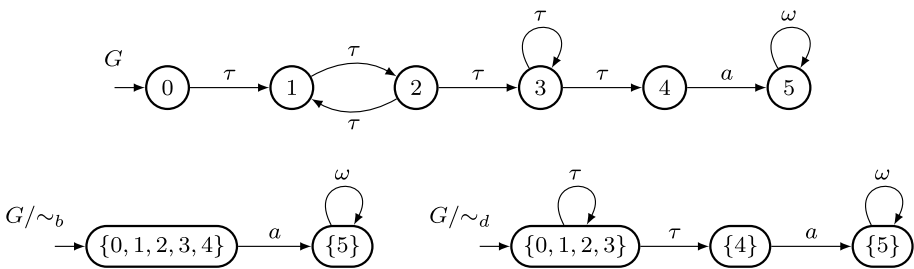 τ ω
G τ
0 τ 1 2 τ 3 τ 4 a 5
τ
τ ω
G/∼b G/∼d
{0, 1, 2, 3, 4} a {5} {0, 1, 2, 3} τ {4} a {5}
ω